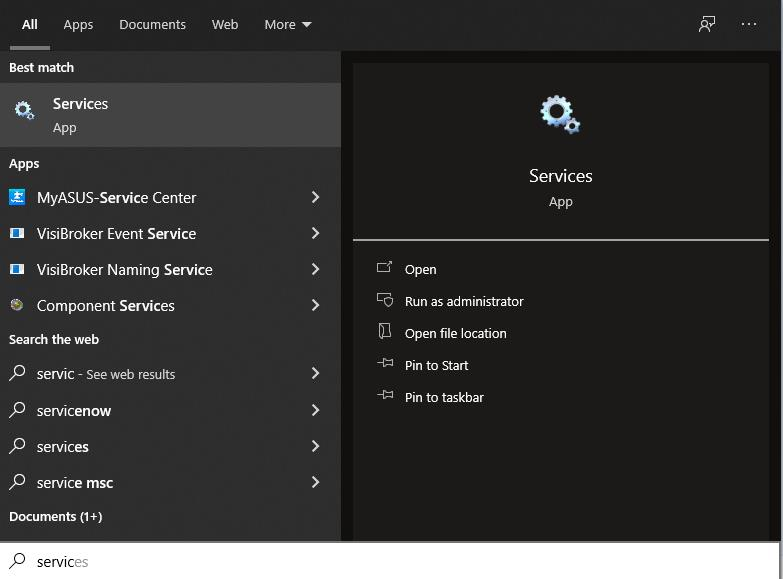 All Apps Documents Web More
Best match
Services
App
Apps
MyASUS-Service Center
VisiBroker Event Service
VisiBroker Naming Service
Component Services
Search the web
servic - See web results
servicenow
services
service msc
Documents (1+)
services
Services
App
Open
Run as administrator
Open file location
Pin to Start
Pin to taskbar